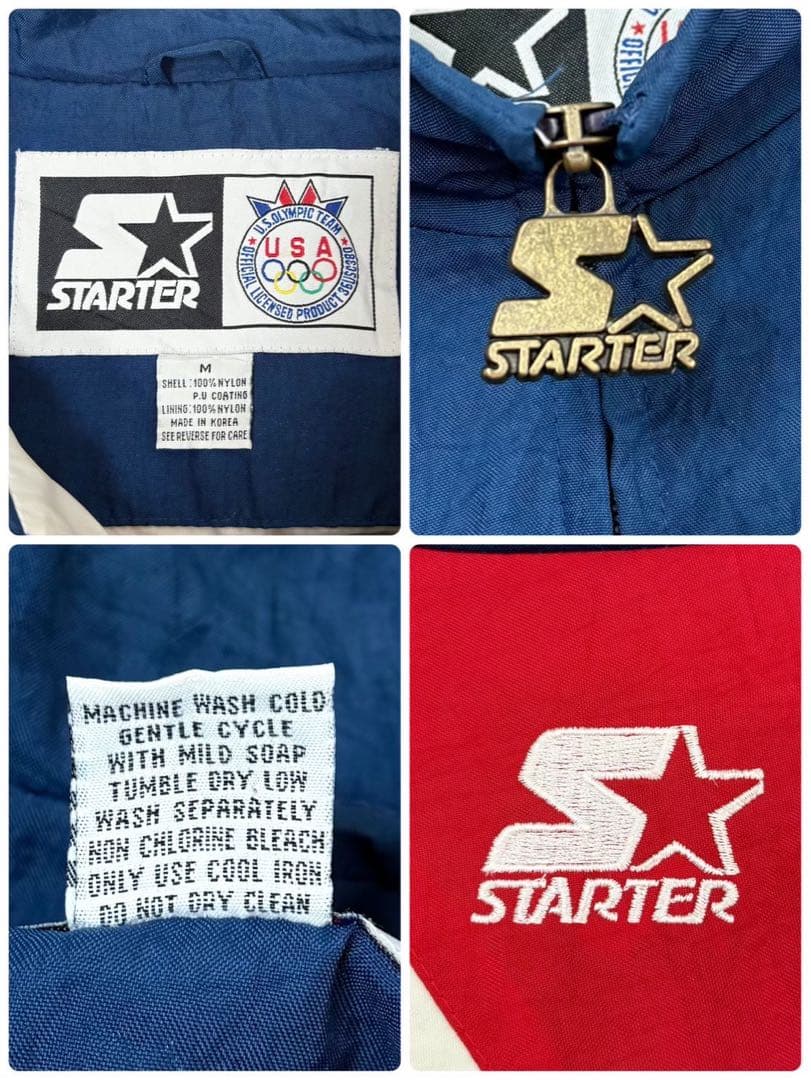 STARTER
U.S. OLYMPIC TEAM
USA
OFFICIAL LICENSED PRODUCT 36USC380
M
SHELL:100% NYLON
P.U COATING
LINING:100% NYLON
MADE IN KOREA
SEE REVERSE FOR CARE
OFFIC
STARTER
MACHINE WASH COLD
GENTLE CYCLE
WITH MILD SOAP
TUMBLE DRY LOW
WASH SEPARATELY
NON CHLORINE BLEACH
ONLY USE COOL IRON
DO NOT DRY CLEAN
STARTER